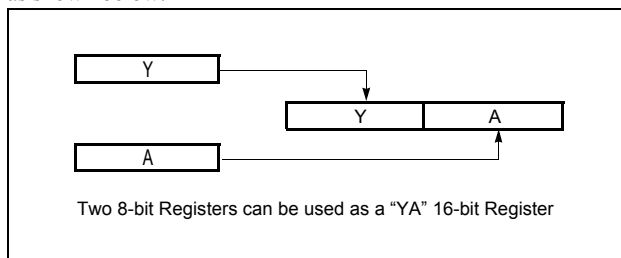 Y
Y A
A
Two 8-bit Registers can be used as a “YA” 16-bit Register